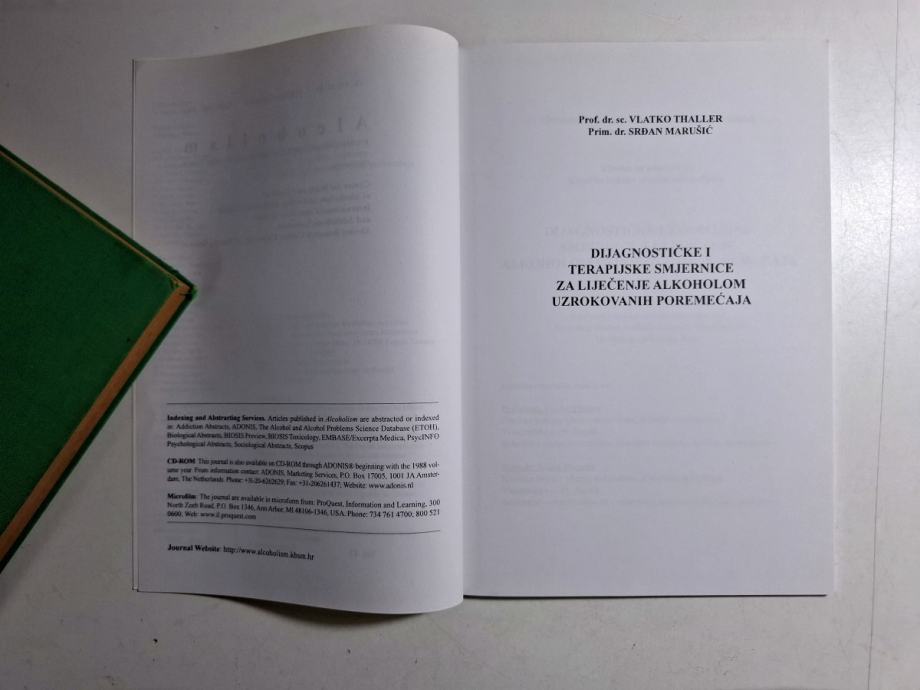 Indexing and Abstracting Services. Articles published in Alcoholism are abstracted or indexed
in: Addiction Abstracts, ADONIS, The Alcohol and Alcohol Problems Science Database (ETOH),
Biological Abstracts, BIOSIS Preview, BIOSIS Toxicology, EMBASE/Excerpta Medica, PsycINFO
Psychological Abstracts, Sociological Abstracts, Scopus
CD-ROM This journal is also available on CD-ROM through ADONIS® beginning with the 1988 vol-
ume year. From information contact: ADONIS, Marketing Services, P.O. Box 17005, 1001 JA Amster-
dam, The Netherlands. Phone: +31-20-6262629; Fax: +31-206261437; Website: www.adonis.nl
Microfilm: The journal are available in microform from: ProQuest, Information and Learning, 300
North Zeeb Road, P.O. Box 1346, Ann Arbor, MI 48106-1346, USA. Phone: 734 761 4700; 800 521
0600; Web: www.il.proquest.com
Journal Website: http://www.alcoholism.kbsm.hr
Prof. dr. sc. VLATKO THALLER
Prim. dr. SRĐAN MARUŠIĆ
DIJAGNOSTIČKE I
TERAPIJSKE SMJERNICE
ZA LIJEČENJE ALKOHOLOM
UZROKOVANIH POREMEĆAJA